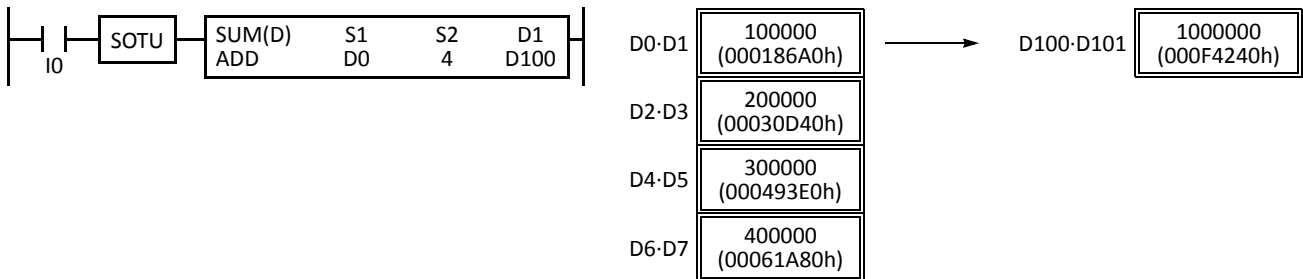 I0
SOTU
SUM(D) S1 S2 D1
ADD D0 4 D100
D0·D1
100000
(000186A0h)
D100·D101
1000000
(000F4240h)
D2·D3
200000
(00030D40h)
D4·D5
300000
(000493E0h)
D6·D7
400000
(00061A80h)